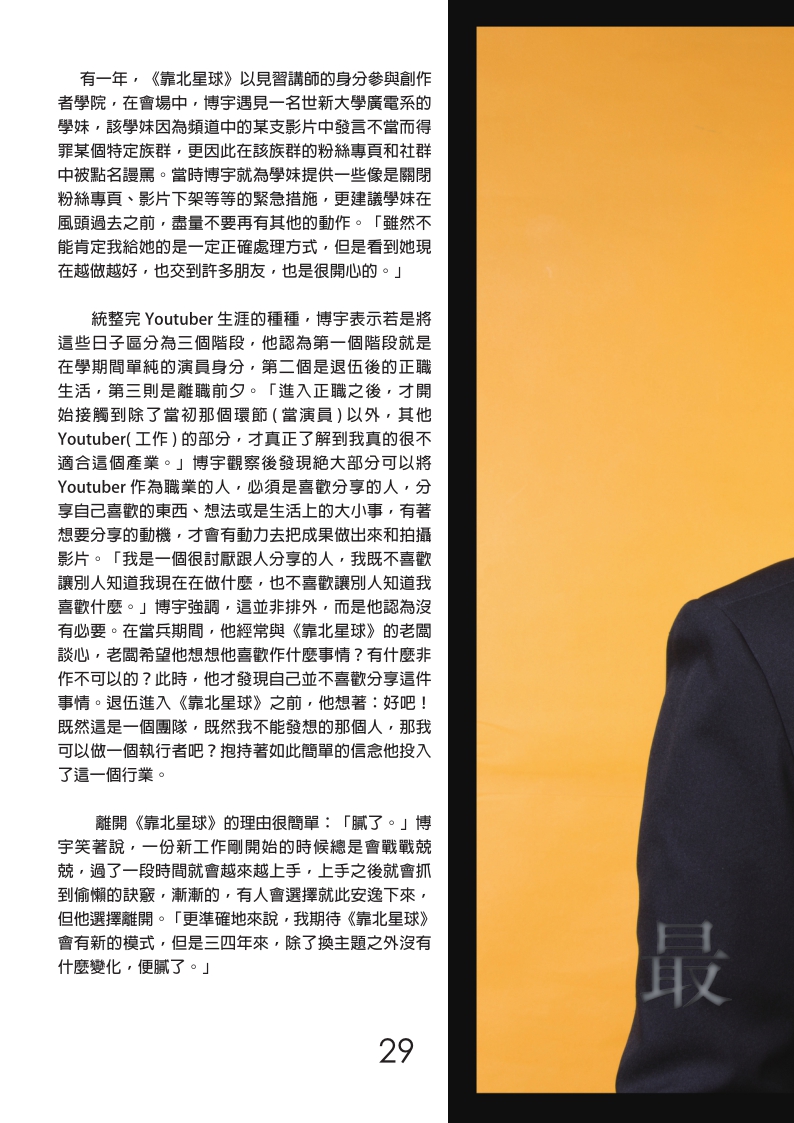 有一年，《靠北星球》以見習講師的身分參與創作
者學院，在會場中，博宇遇見一名世新大學廣電系的
學妹，該學妹因為頻道中的某支影片中發言不當而得
罪某個特定族群，更因此在該族群的粉絲專頁和社群
中被點名謾罵。當時博宇就為學妹提供一些像是關閉
粉絲專頁、影片下架等等的緊急措施，更建議學妹在
風頭過去之前，盡量不要再有其他的動作。「雖然不
能肯定我給她的是一定正確處理方式，但是看到她現
在越做越好，也交到許多朋友，也是很開心的。」
統整完 Youtuber 生涯的種種，博宇表示若是將
這些日子區分為三個階段，他認為第一個階段就是
在學期間單純的演員身分，第二個是退伍後的正職
生活，第三則是離職前夕。「進入正職之後，才開
始接觸到除了當初那個環節 ( 當演員 ) 以外，其他
Youtuber( 工作 ) 的部分，才真正了解到我真的很不
適合這個產業。」博宇觀察後發現絕大部分可以將
Youtuber 作為職業的人，必須是喜歡分享的人，分
享自己喜歡的東西、想法或是生活上的大小事，有著
想要分享的動機，才會有動力去把成果做出來和拍攝
影片。「我是一個很討厭跟人分享的人，我既不喜歡
讓別人知道我現在在做什麼，也不喜歡讓別人知道我
喜歡什麼。」博宇強調，這並非排外，而是他認為沒
有必要。在當兵期間，他經常與《靠北星球》的老闆
談心，老闆希望他想想他喜歡作什麼事情？有什麼非
作不可以的？此時，他才發現自己並不喜歡分享這件
事情。退伍進入《靠北星球》之前，他想著：好吧！
既然這是一個團隊，既然我不能發想的那個人，那我
可以做一個執行者吧？抱持著如此簡單的信念他投入
了這一個行業。
離開《靠北星球》的理由很簡單：「膩了。」博
宇笑著說，一份新工作剛開始的時候總是會戰戰兢
兢，過了一段時間就會越來越上手，上手之後就會抓
到偷懶的訣竅，漸漸的，有人會選擇就此安逸下來，
但他選擇離開。「更準確地來說，我期待《靠北星球》
會有新的模式，但是三四年來，除了換主題之外沒有
什麼變化，便膩了。」
29
最